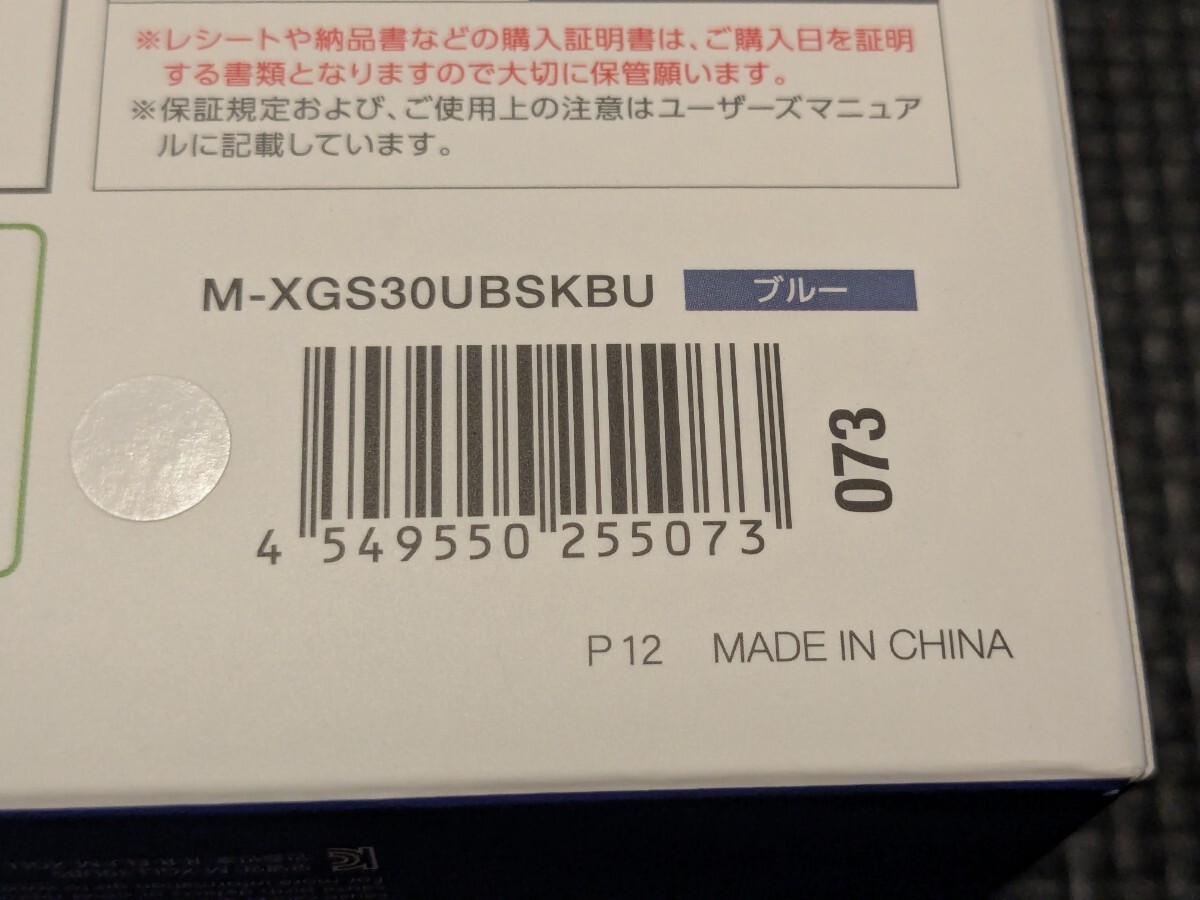 ※レシートや納品書などの購入証明書は、ご購入日を証明
する書類となりますので大切に保管願います。
※保証規定および、ご使用上の注意はユーザーズマニュア
ルに記載しています。
M-XGS30UBSKBU ブルー
073
4 549550 255073
P 12 MADE IN CHINA